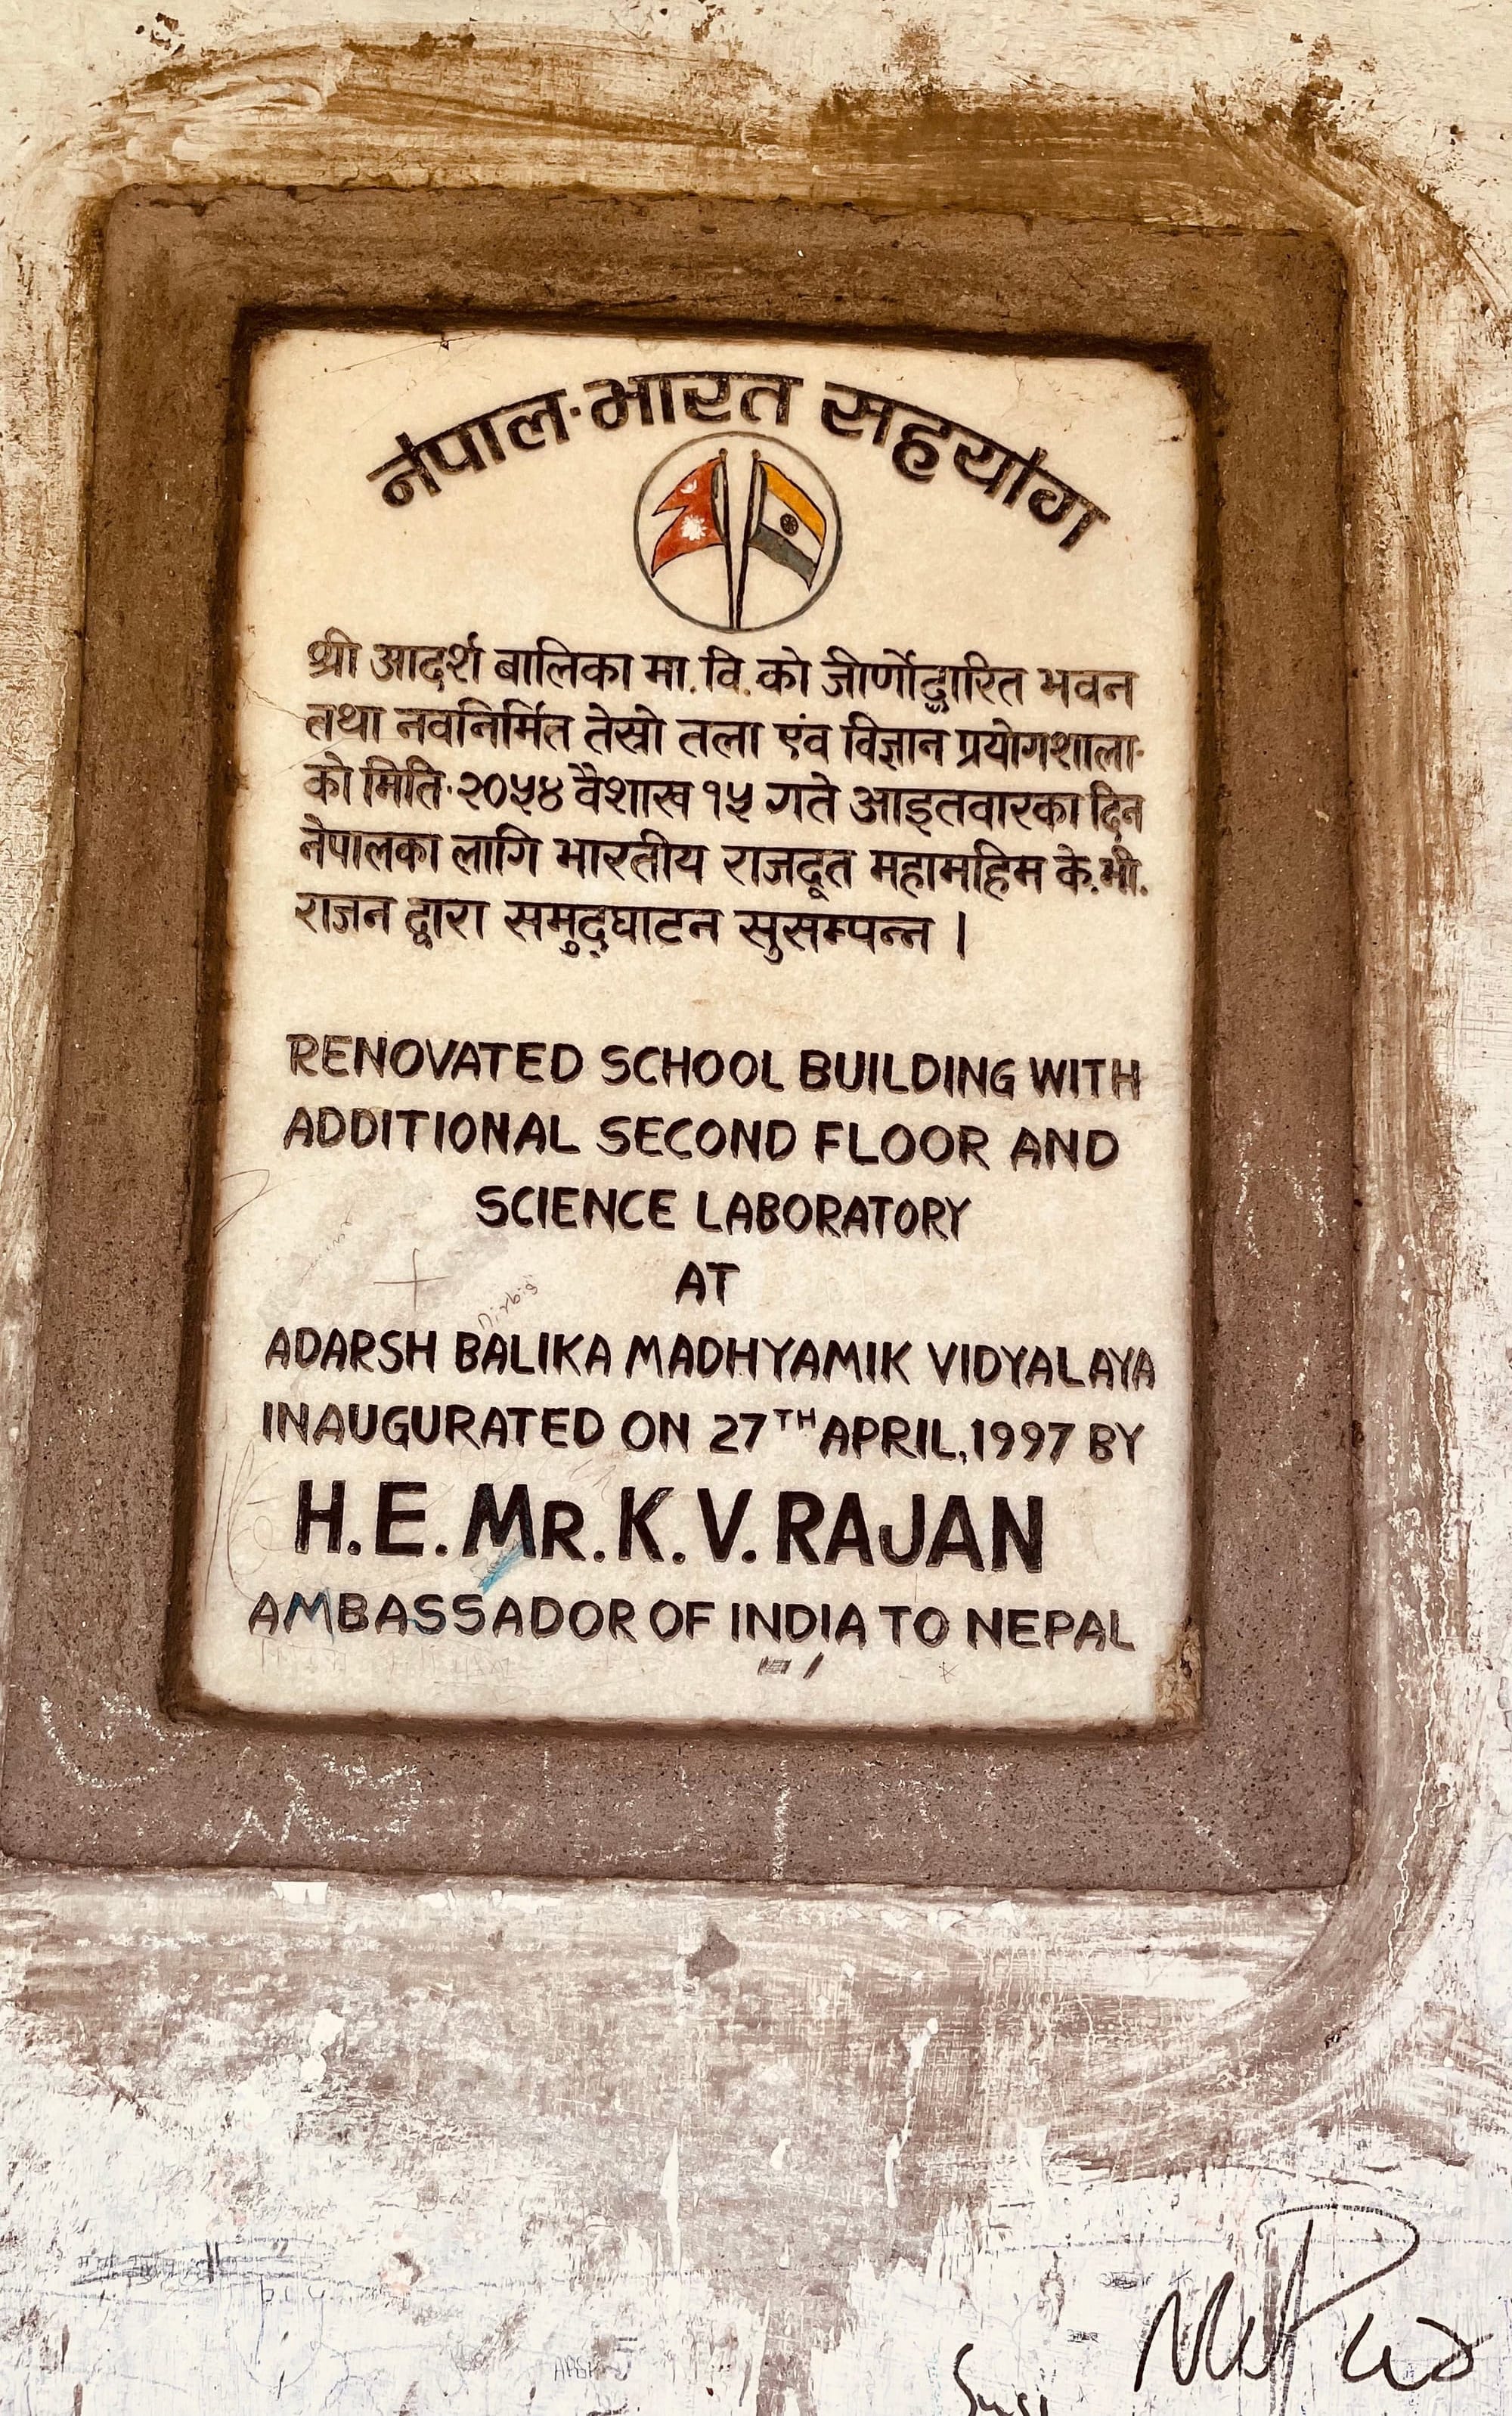 नेपाल-भारत सहयोग
श्री आदर्श बालिका मा.वि.को जीर्णोद्धारित भवन
तथा नवनिर्मित तेस्रो तला एंव विज्ञान प्रयोगशाला-
को मिति २०५४ वैशाख १५ गते आइतवारका दिन
नेपालका लागि भारतीय राजदूत महामहिम के.भी.
राजन द्वारा समुद्घाटन सुसम्पन्न ।
RENOVATED SCHOOL BUILDING WITH
ADDITIONAL SECOND FLOOR AND
SCIENCE LABORATORY
AT
ADARSH BALIKA MADHYAMIK VIDYALAYA
INAUGURATED ON 27TH APRIL, 1997 BY
H.E. MR. K.V. RAJAN
AMBASSADOR OF INDIA TO NEPAL